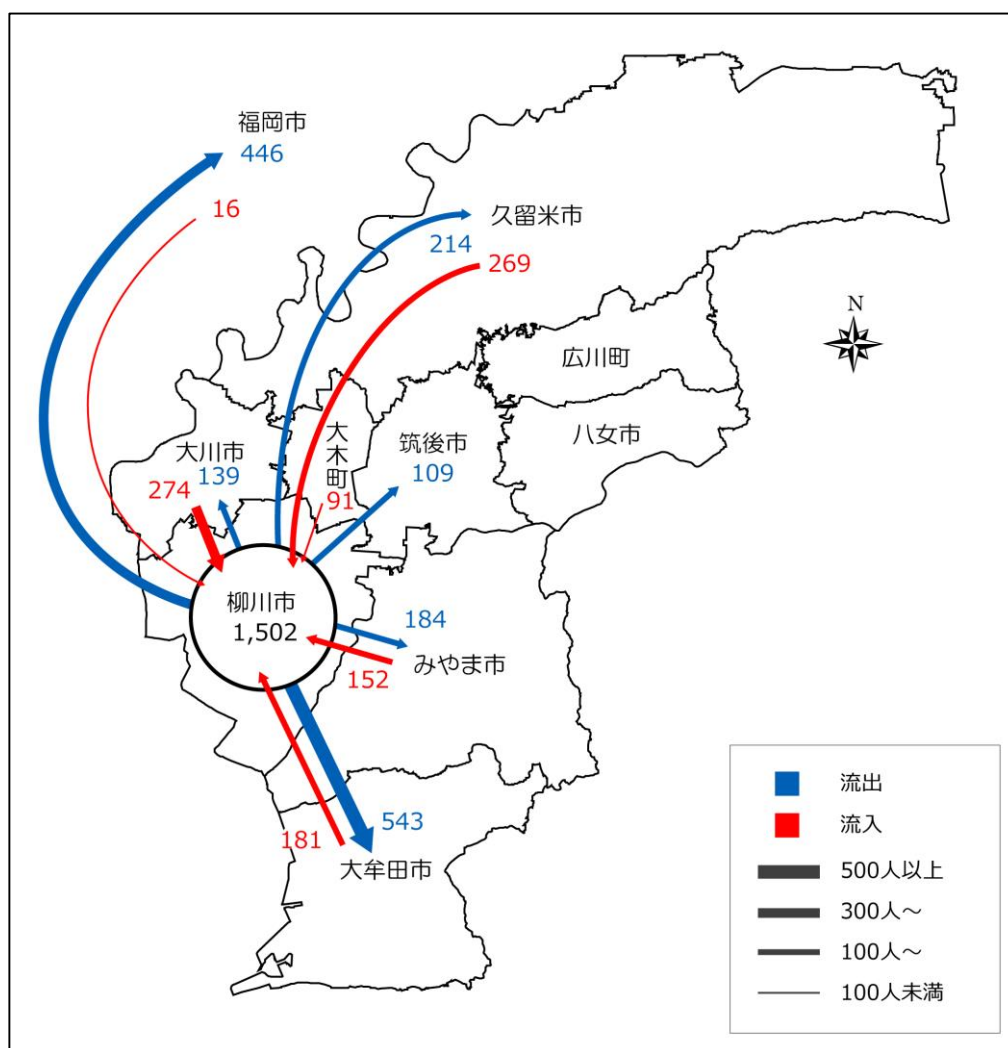 福岡市
446
16
久留米市
214
269
N
広川町
八女市
大木町
筑後市
109
大川市
139
274
91
柳川市
1,502
184
みやま市
152
543
181
大牟田市
流出
流入
500人以上
300人～
100人～
100人未満